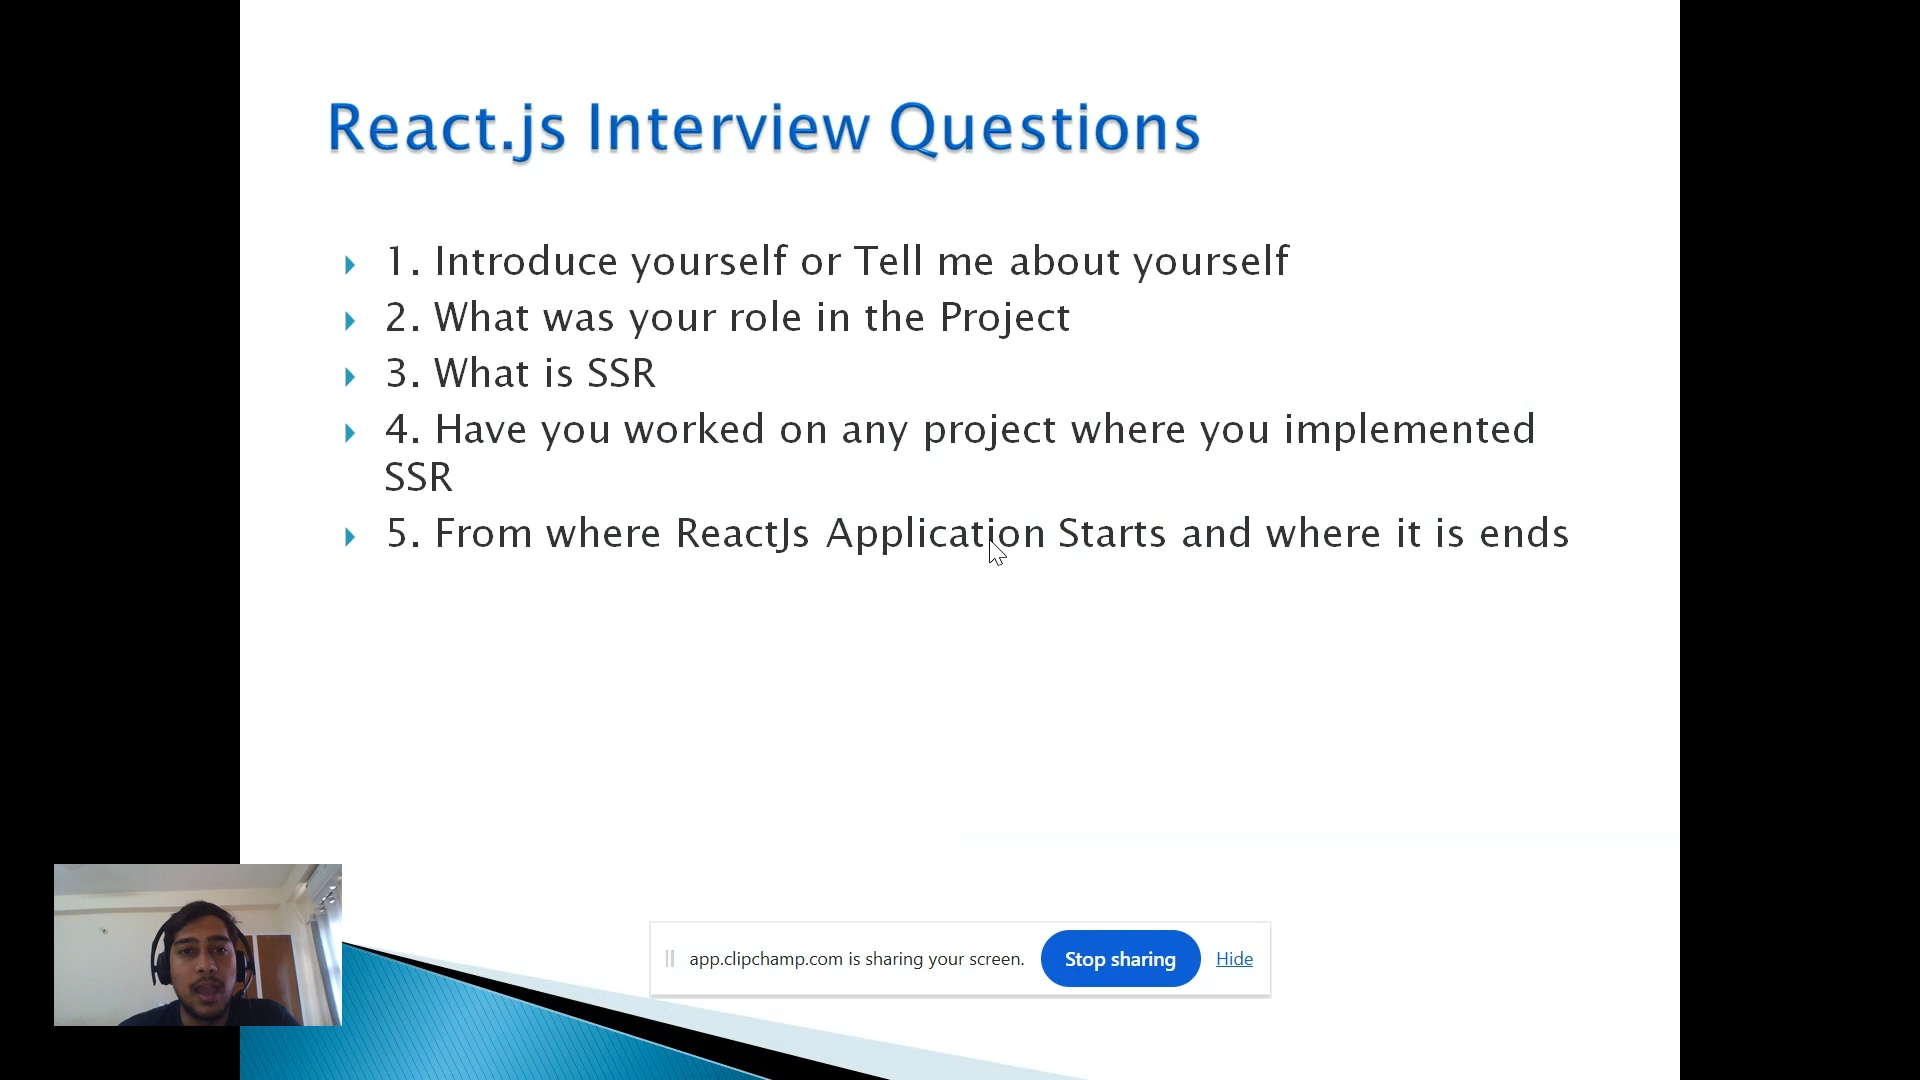 React.js Interview Questions
1. Introduce yourself or Tell me about yourself
2. What was your role in the Project
3. What is SSR
4. Have you worked on any project where you implemented
SSR
5. From where ReactJs Application Starts and where it is ends
app.clipchamp.com is sharing your screen. Stop sharing Hide